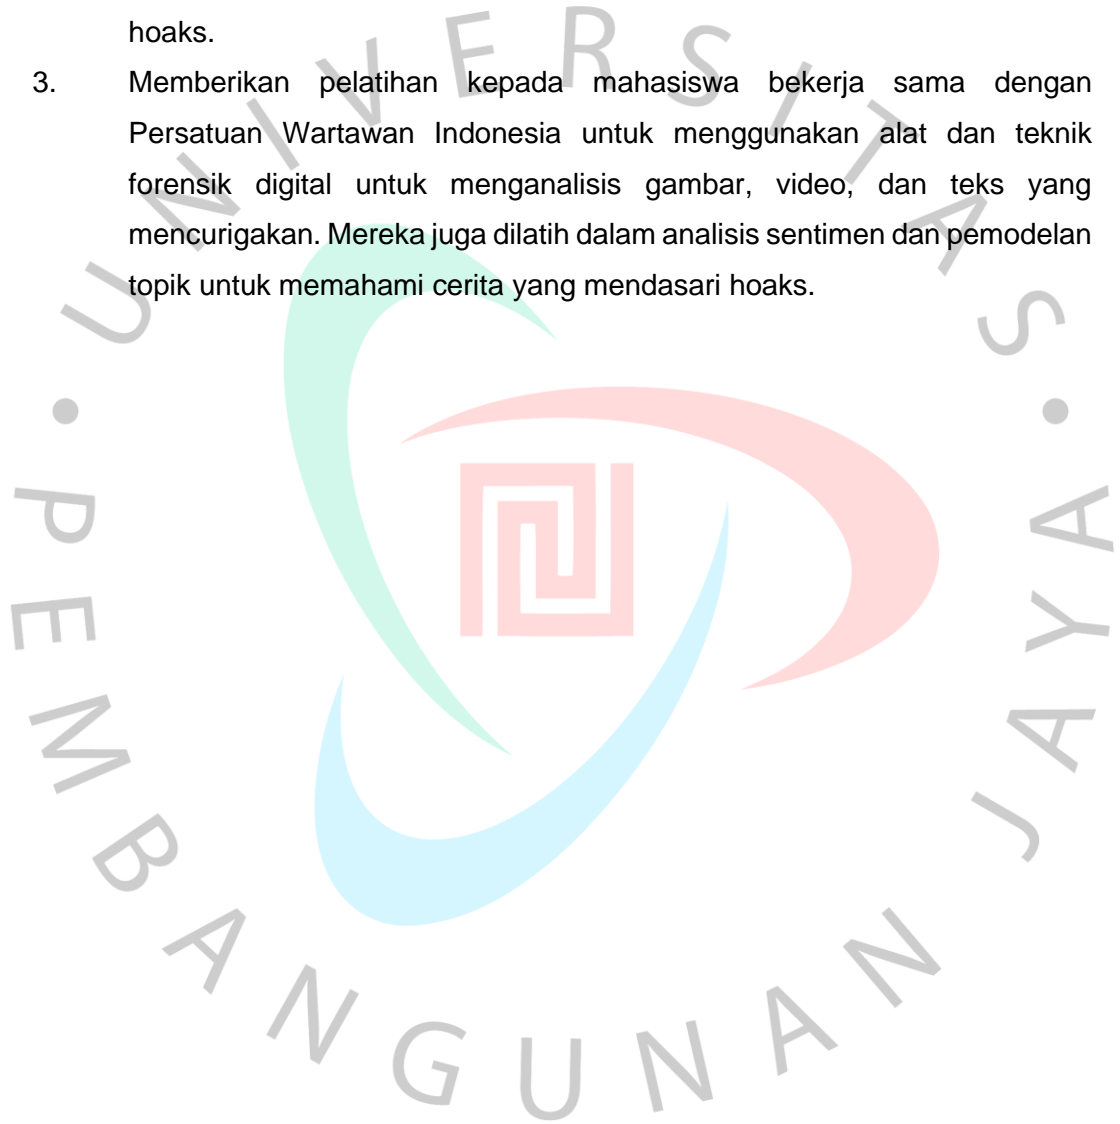 hoaks.
3. Memberikan pelatihan kepada mahasiswa bekerja sama dengan
Persatuan Wartawan Indonesia untuk menggunakan alat dan teknik
forensik digital untuk menganalisis gambar, video, dan teks yang
mencurigakan. Mereka juga dilatih dalam analisis sentimen dan pemodelan
topik untuk memahami cerita yang mendasari hoaks.
UNIVERSITAS • PEMBANGUNAN JAYA •